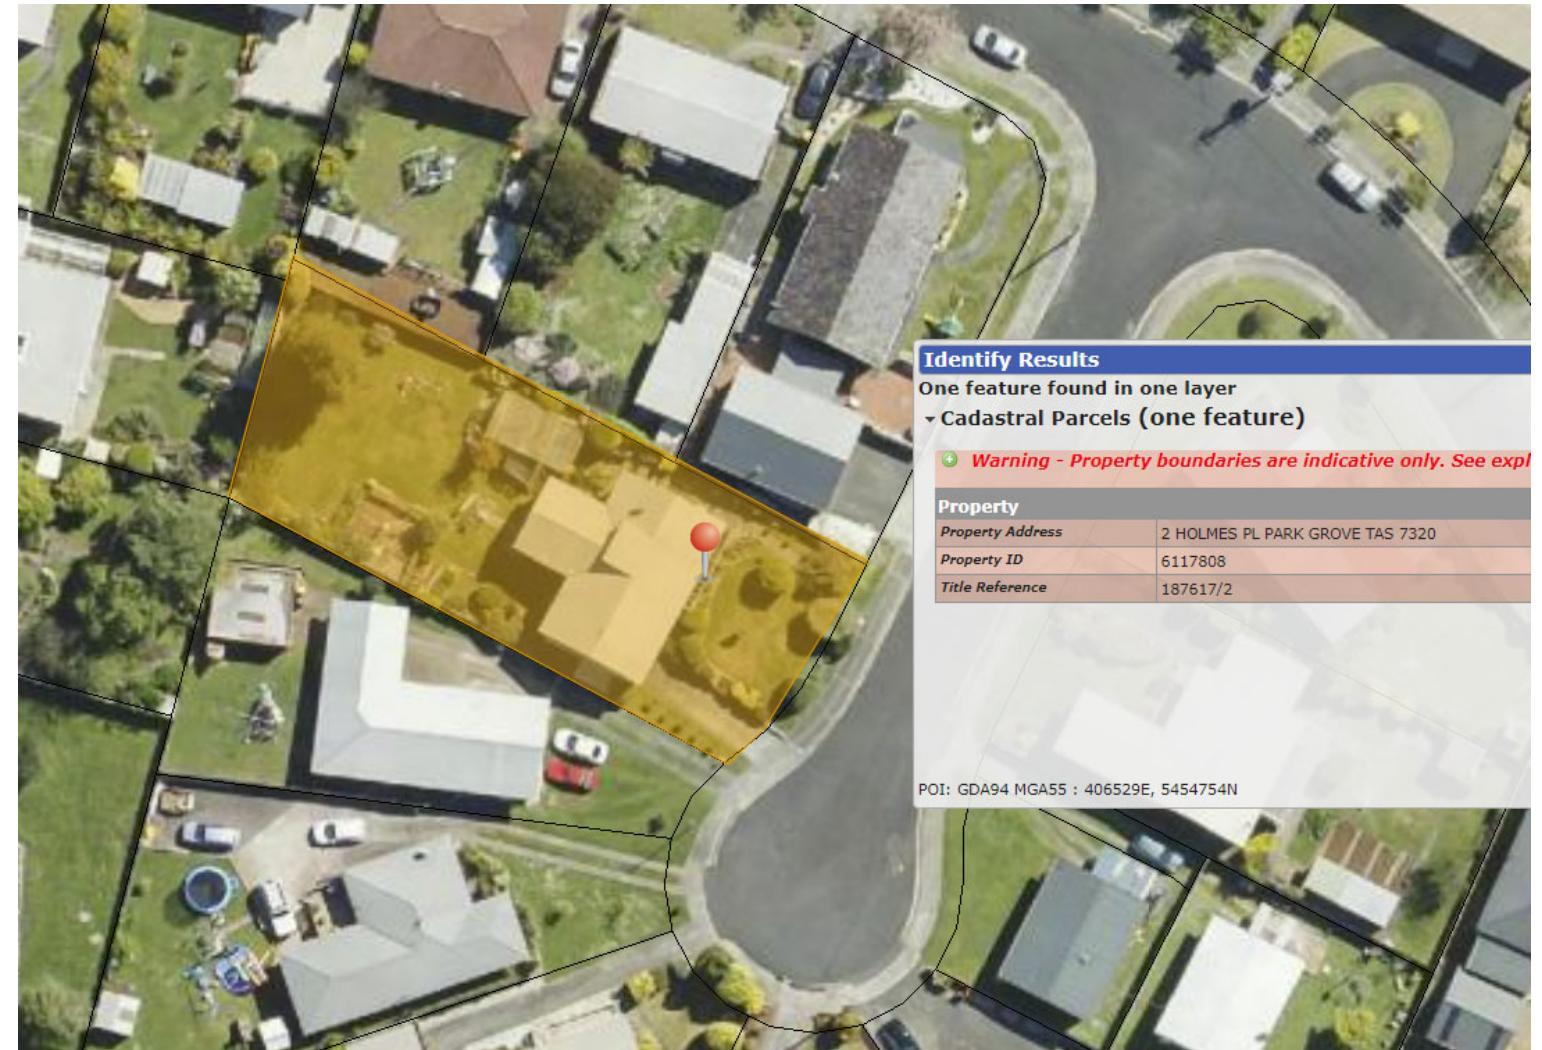 Identify Results
One feature found in one layer
Cadastral Parcels (one feature)
Warning - Property boundaries are indicative only. See expl
Property
Property Address 2 HOLMES PL PARK GROVE TAS 7320
Property ID 6117808
Title Reference 187617/2
POI: GDA94 MGA55 : 406529E, 5454754N